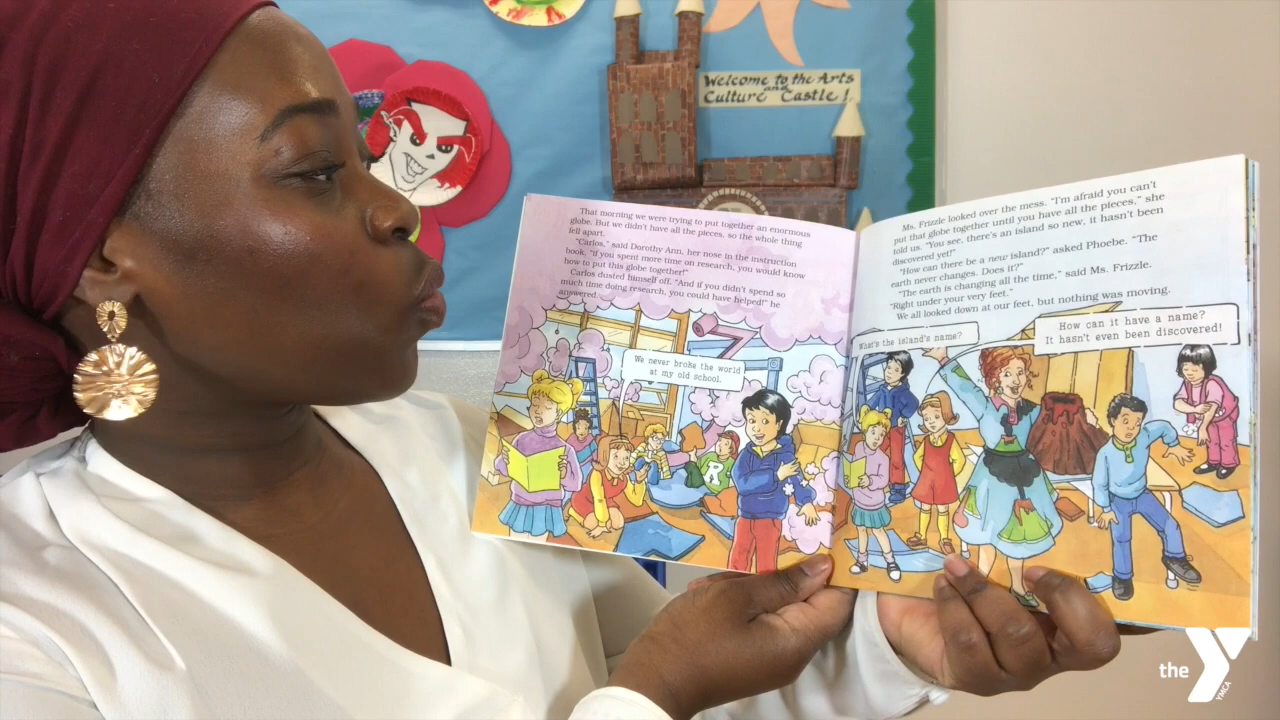 Welcome to the Arts
and
Culture Castle!
That morning we were trying to put together an enormous
globe. But we didn't have all the pieces, so the whole thing
fell apart.
"Carlos," said Dorothy Ann, her nose in the instruction
book, "if you spent more time on research, you would know
how to put this globe together!"
Carlos dusted himself off. "And if you didn't spend so
much time doing research, you could have helped!" he
answered.
We never broke the world
at my old school.
R
Ms. Frizzle looked over the mess. "I'm afraid you can't
put that globe together until you have all the pieces," she
told us. "You see, there's an island so new, it hasn't been
discovered yet!"
"How can there be a new island?" asked Phoebe. "The
earth never changes. Does it?"
"The earth is changing all the time," said Ms. Frizzle.
"Right under your very feet."
We all looked down at our feet, but nothing was moving.
What's the island's name?
How can it have a name?
It hasn't even been discovered!
the Y
YMCA